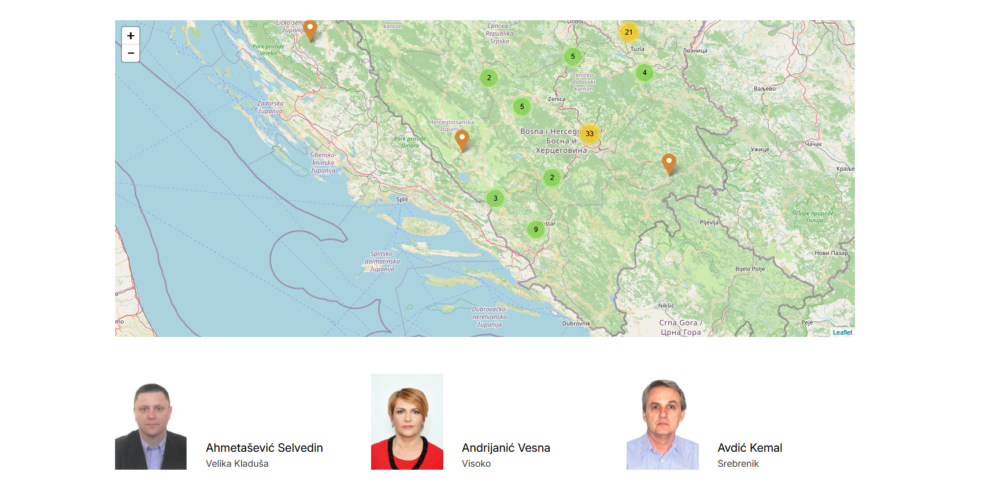 Ličko-senj
županij
+
−
Park prirode
Velebit
Zadarska
županija
Šibensko-
kninska
županija
Park prirode
Dinara
Hercegbosanska
županija
kanton
Српска /
Republika
Srpska
Doboj
21
Tuzla
Лозница
5
2
4
Zeničko-
dobojski
kanton
Ваљево
Zenica
5
Bosna i Herceg
33
Босна и
Херцеговина
Чачак
Ужице
Краље
2
3
Split
9
Mostar
Pljevlja
Парк природе
Голија
Splitsko-
dalmatinska
županija
Нови Пазар
Bijelo Polje
Dubrovačko-
neretvanska
županija
Dubrovnik
Nikšić
Crna Gora /
Црна Гора
Pejë
mo
Leaflet
Ahmetašević Selvedin
Velika Kladuša
Andrijanić Vesna
Visoko
Avdić Kemal
Srebrenik